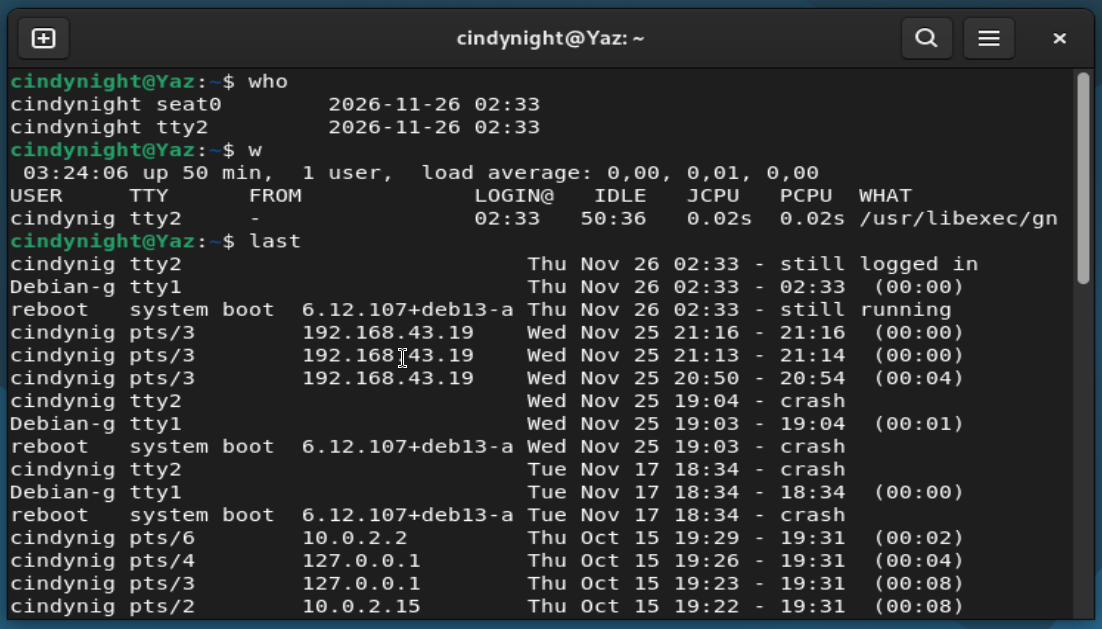 cindynight@Yaz: ~
cindynight@Yaz:~$ who
cindynight seat0        2026-11-26 02:33
cindynight tty2         2026-11-26 02:33
cindynight@Yaz:~$ w
 03:24:06 up 50 min,  1 user,  load average: 0,00, 0,01, 0,00
USER     TTY      FROM             LOGIN@   IDLE   JCPU   PCPU  WHAT
cindynig tty2     -                02:33   50:36   0.02s  0.02s /usr/libexec/gn
cindynight@Yaz:~$ last
cindynig tty2                          Thu Nov 26 02:33 - still logged in
Debian-g tty1                          Thu Nov 26 02:33 - 02:33  (00:00)
reboot   system boot  6.12.107+deb13-a Thu Nov 26 02:33 - still running
cindynig pts/3        192.168.43.19    Wed Nov 25 21:16 - 21:16  (00:00)
cindynig pts/3        192.168.43.19    Wed Nov 25 21:13 - 21:14  (00:00)
cindynig pts/3        192.168.43.19    Wed Nov 25 20:50 - 20:54  (00:04)
cindynig tty2                          Wed Nov 25 19:04 - crash
Debian-g tty1                          Wed Nov 25 19:03 - 19:04  (00:01)
reboot   system boot  6.12.107+deb13-a Wed Nov 25 19:03 - crash
cindynig tty2                          Tue Nov 17 18:34 - crash
Debian-g tty1                          Tue Nov 17 18:34 - 18:34  (00:00)
reboot   system boot  6.12.107+deb13-a Tue Nov 17 18:34 - crash
cindynig pts/6        10.0.2.2         Thu Oct 15 19:29 - 19:31  (00:02)
cindynig pts/4        127.0.0.1        Thu Oct 15 19:26 - 19:31  (00:04)
cindynig pts/3        127.0.0.1        Thu Oct 15 19:23 - 19:31  (00:08)
cindynig pts/2        10.0.2.15        Thu Oct 15 19:22 - 19:31  (00:08)